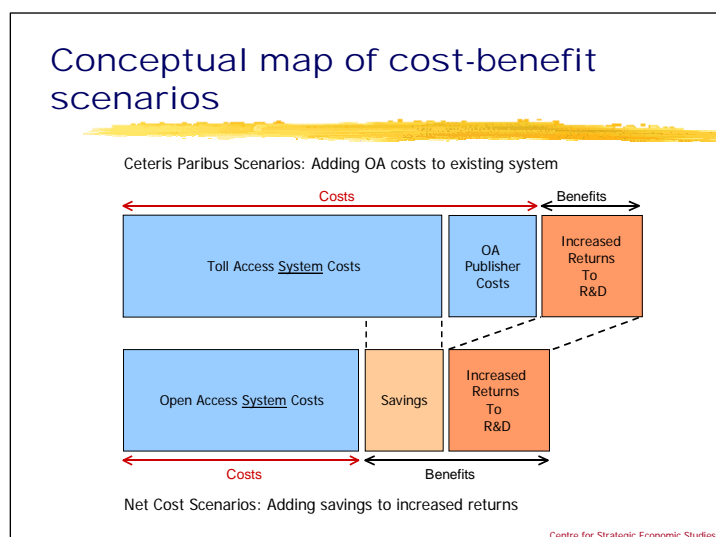 Conceptual map of cost-benefit
scenarios
Ceteris Paribus Scenarios: Adding OA costs to existing system
Costs
Benefits
Toll Access System Costs
OA
Publisher
Costs
Increased
Returns
To
R&D
Open Access System Costs
Savings
Increased
Returns
To
R&D
Costs
Benefits
Net Cost Scenarios: Adding savings to increased returns
Centre for Strategic Economic Studies